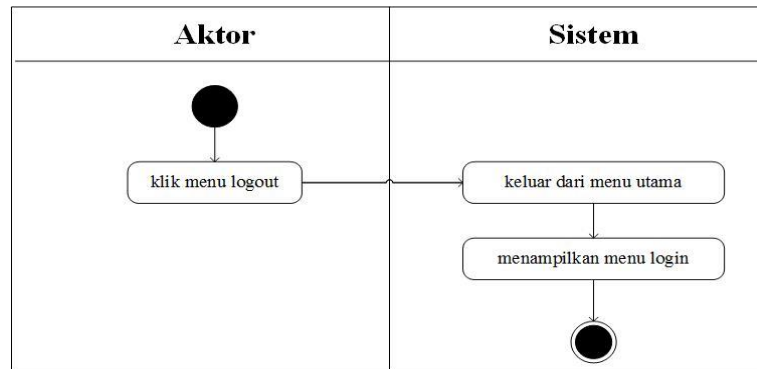 Aktor
Sistem
klik menu logout
keluar dari menu utama
menampilkan menu login